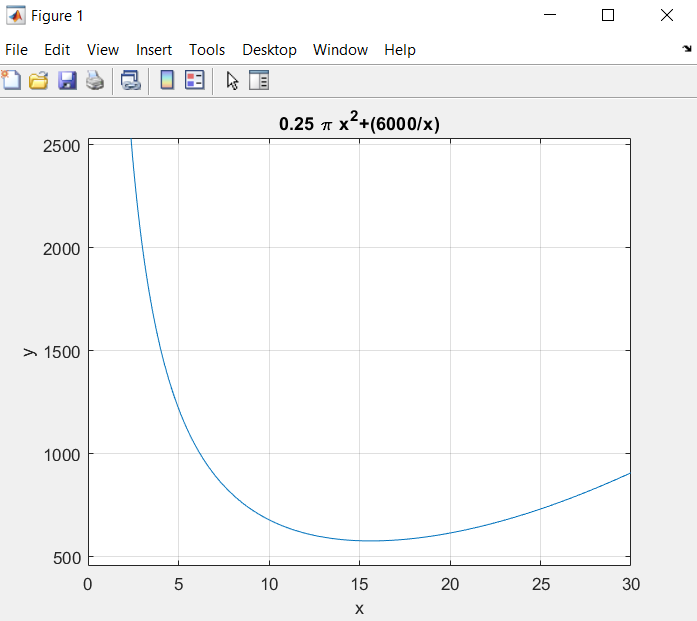 Figure 1
File Edit View Insert Tools Desktop Window Help
0.25 π x²+(6000/x)
2500
2000
1500
1000
500
y
0 5 10 15 20 25 30
x